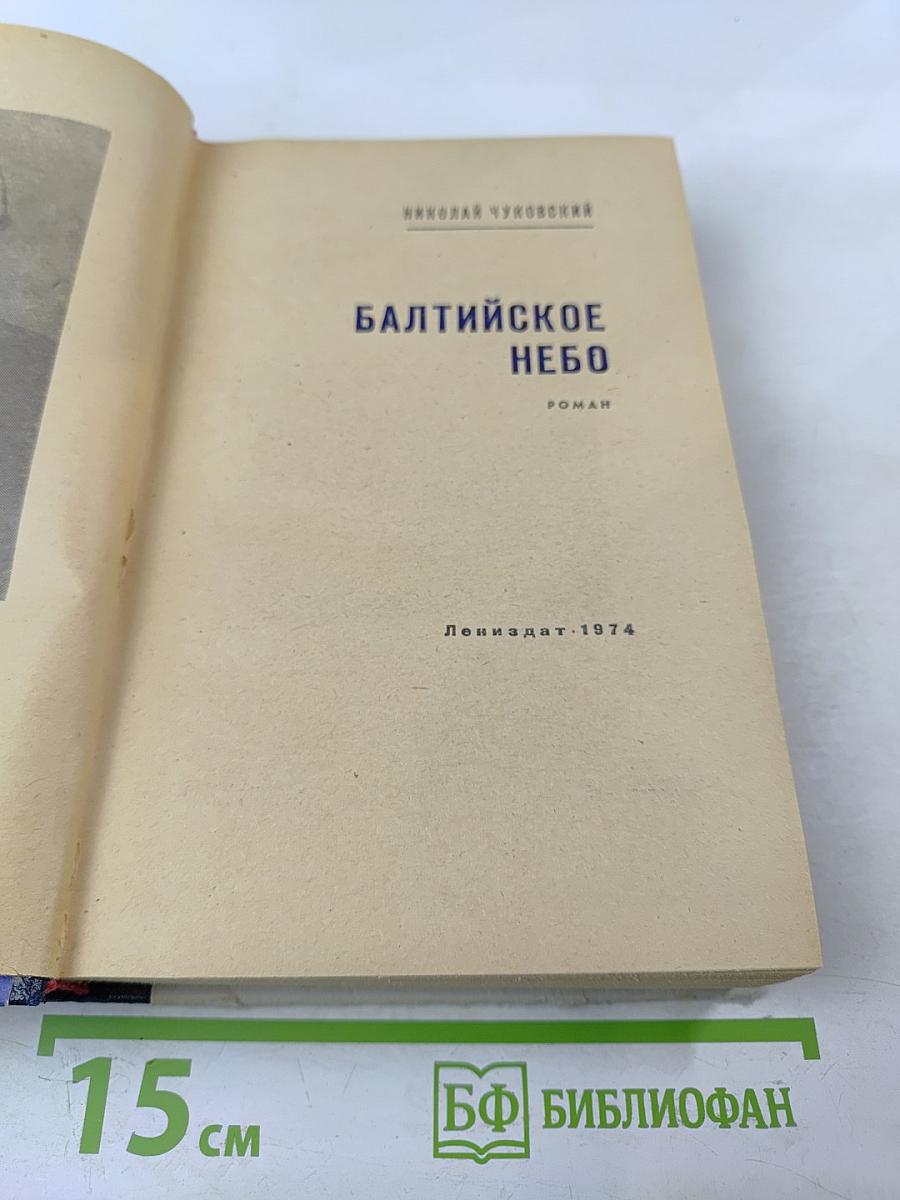 НИКОЛАЙ ЧУКОВСКИЙ
БАЛТИЙСКОЕ
НЕБО
РОМАН
Лениздат · 1974
15 см
БФ БИБЛИОФАН